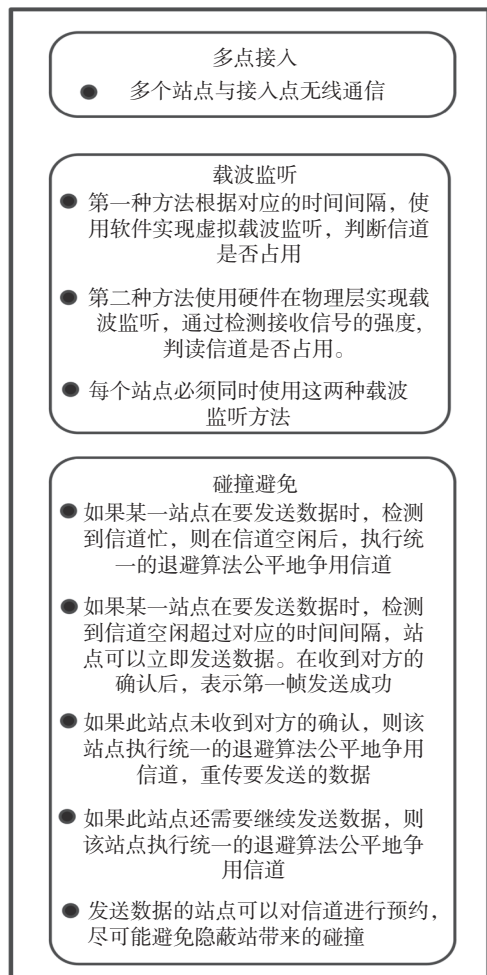 多点接入
● 多个站点与接入点无线通信
载波监听
● 第一种方法根据对应的时间间隔，使
用软件实现虚拟载波监听，判断信道
是否占用
● 第二种方法使用硬件在物理层实现载
波监听，通过检测接收信号的强度，
判读信道是否占用。
● 每个站点必须同时使用这两种载波
监听方法
碰撞避免
● 如果某一站点在要发送数据时，检测
到信道忙，则在信道空闲后，执行统
一的退避算法公平地争用信道
● 如果某一站点在要发送数据时，检测
到信道空闲超过对应的时间间隔，站
点可以立即发送数据。在收到对方的
确认后，表示第一帧发送成功
● 如果此站点未收到对方的确认，则该
站点执行统一的退避算法公平地争用
信道，重传要发送的数据
● 如果此站点还需要继续发送数据，则
该站点执行统一的退避算法公平地争
用信道
● 发送数据的站点可以对信道进行预约，
尽可能避免隐蔽站带来的碰撞